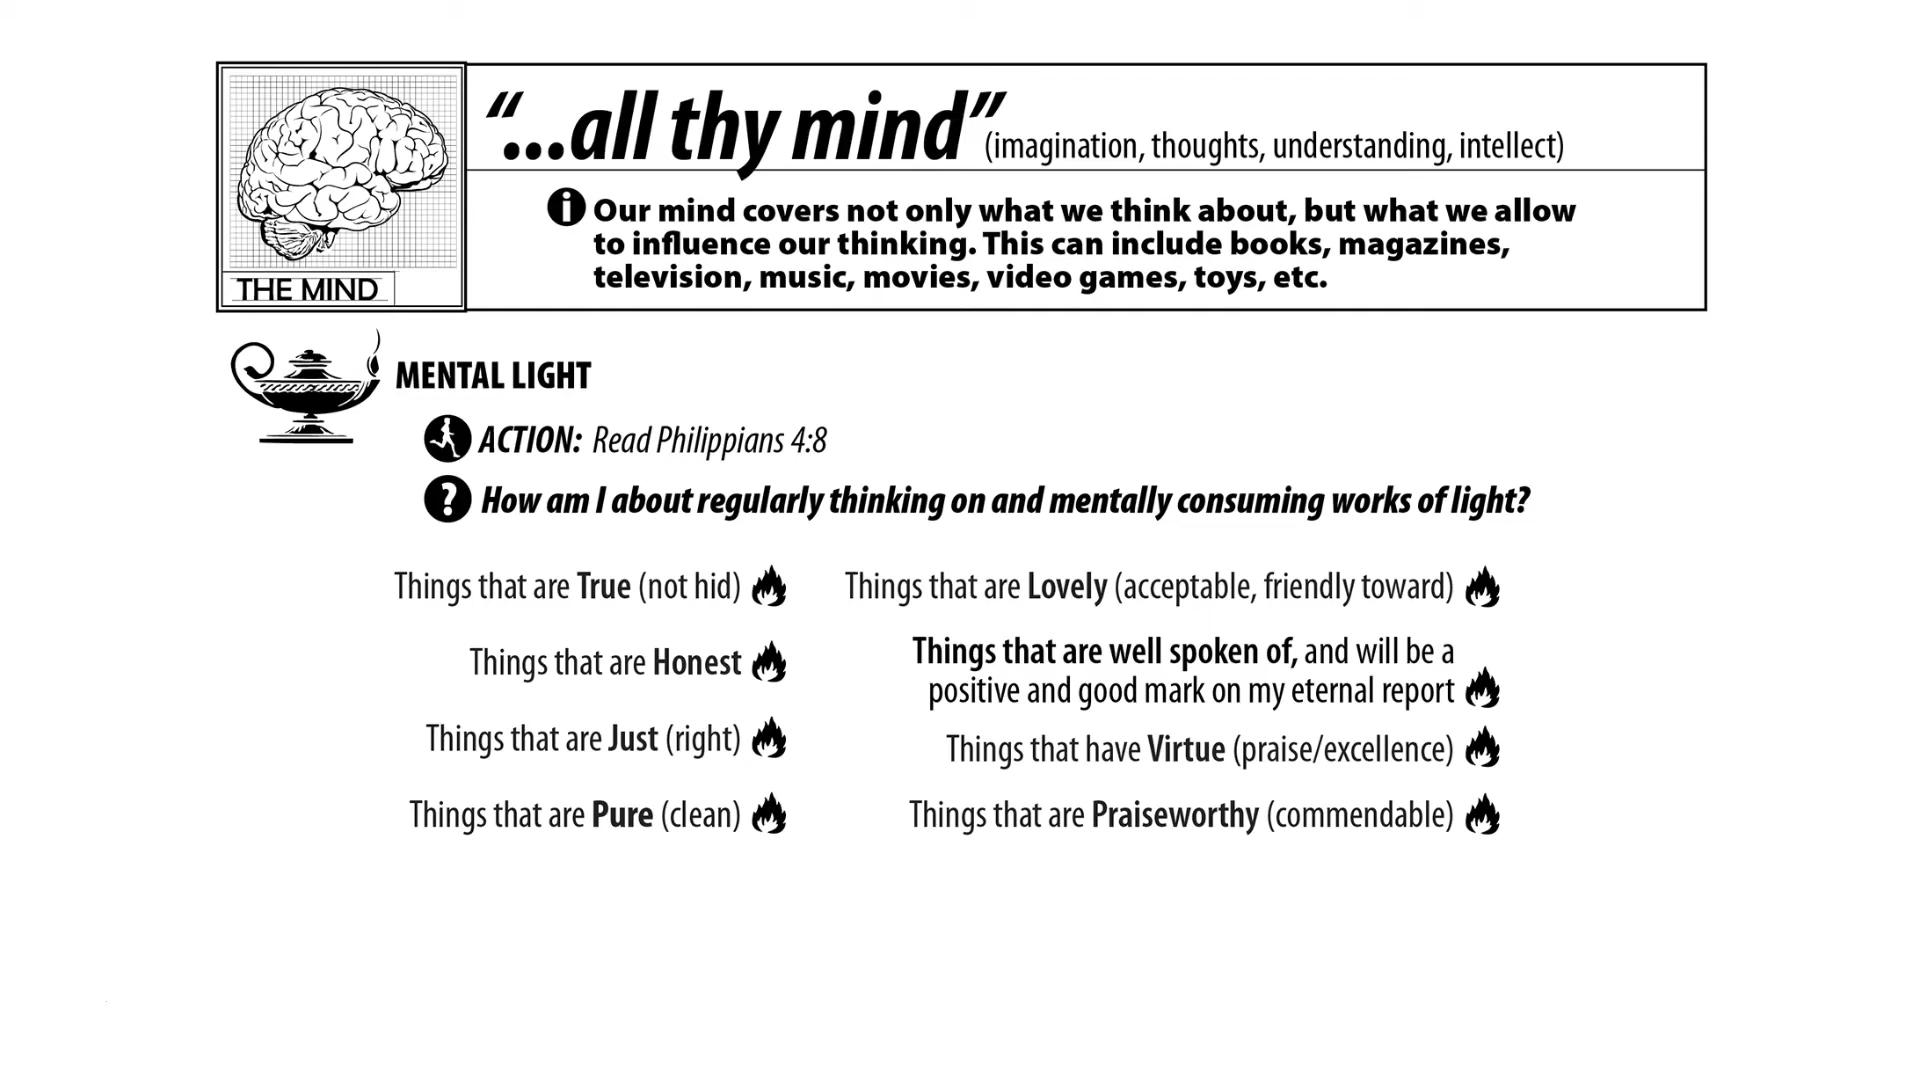 "...all thy mind" (imagination, thoughts, understanding, intellect)
Our mind covers not only what we think about, but what we allow
to influence our thinking. This can include books, magazines,
television, music, movies, video games, toys, etc.
THE MIND
MENTAL LIGHT
ACTION: Read Philippians 4:8
? How am I about regularly thinking on and mentally consuming works of light?
Things that are True (not hid)
Things that are Honest
Things that are Just (right)
Things that are Pure (clean)
Things that are Lovely (acceptable, friendly toward)
Things that are well spoken of, and will be a
positive and good mark on my eternal report
Things that have Virtue (praise/excellence)
Things that are Praiseworthy (commendable)